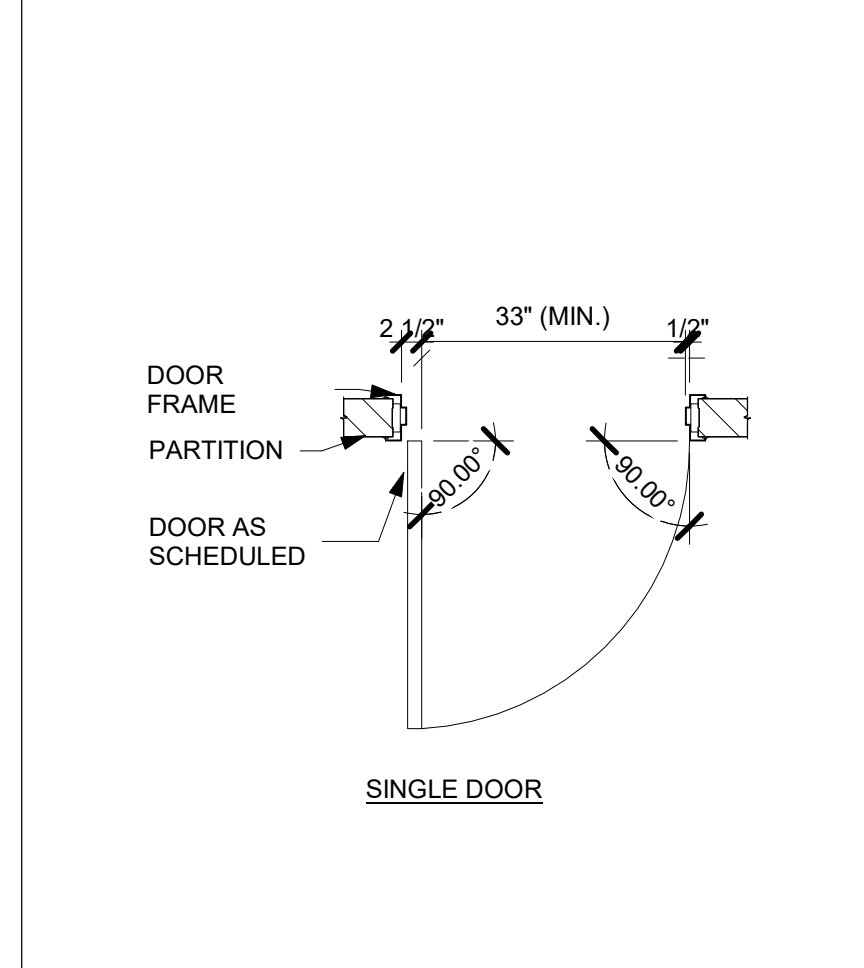 33" (MIN.)
2 1/2"
1/2"
DOOR
FRAME
PARTITION
90.00°
90.00°
DOOR AS
SCHEDULED
SINGLE DOOR